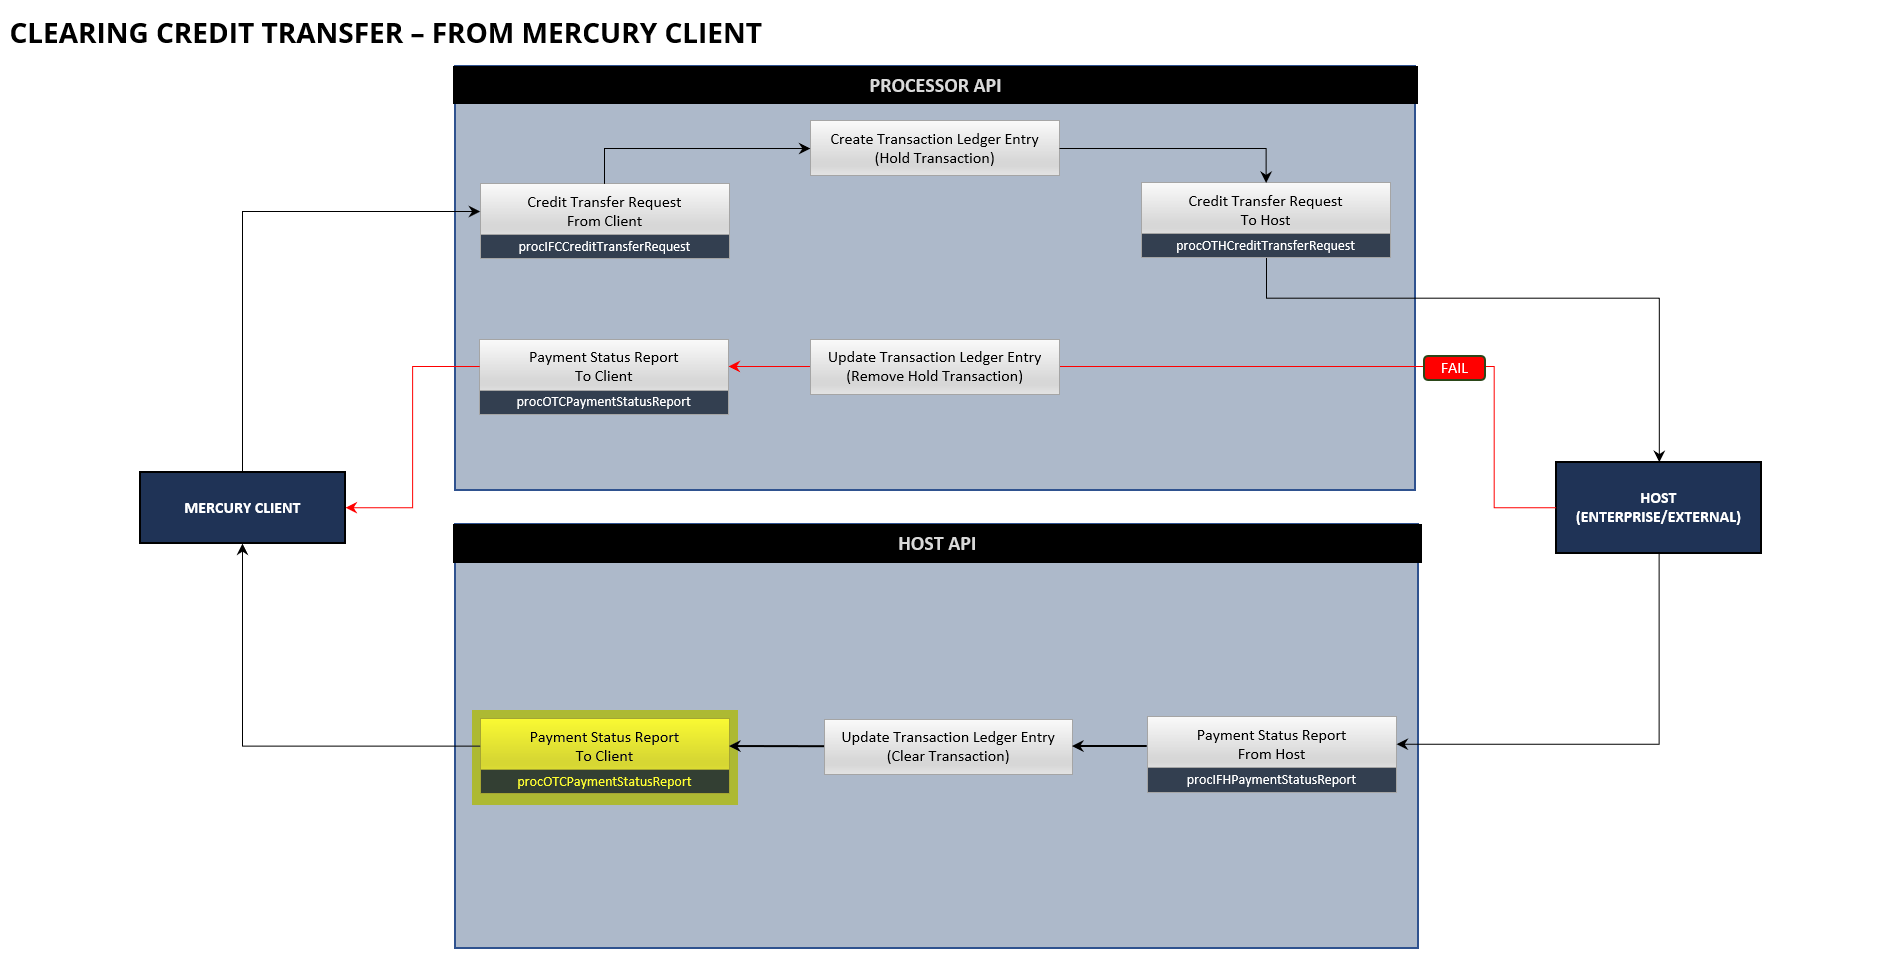 CLEARING CREDIT TRANSFER – FROM MERCURY CLIENT
PROCESSOR API
Create Transaction Ledger Entry
(Hold Transaction)
Credit Transfer Request
From Client
procIFCCreditTransferRequest
Credit Transfer Request
To Host
procOTHCreditTransferRequest
Payment Status Report
To Client
procOTCPaymentStatusReport
Update Transaction Ledger Entry
(Remove Hold Transaction)
FAIL
MERCURY CLIENT
HOST
(ENTERPRISE/EXTERNAL)
HOST API
Payment Status Report
To Client
procOTCPaymentStatusReport
Update Transaction Ledger Entry
(Clear Transaction)
Payment Status Report
From Host
procIFHPaymentStatusReport